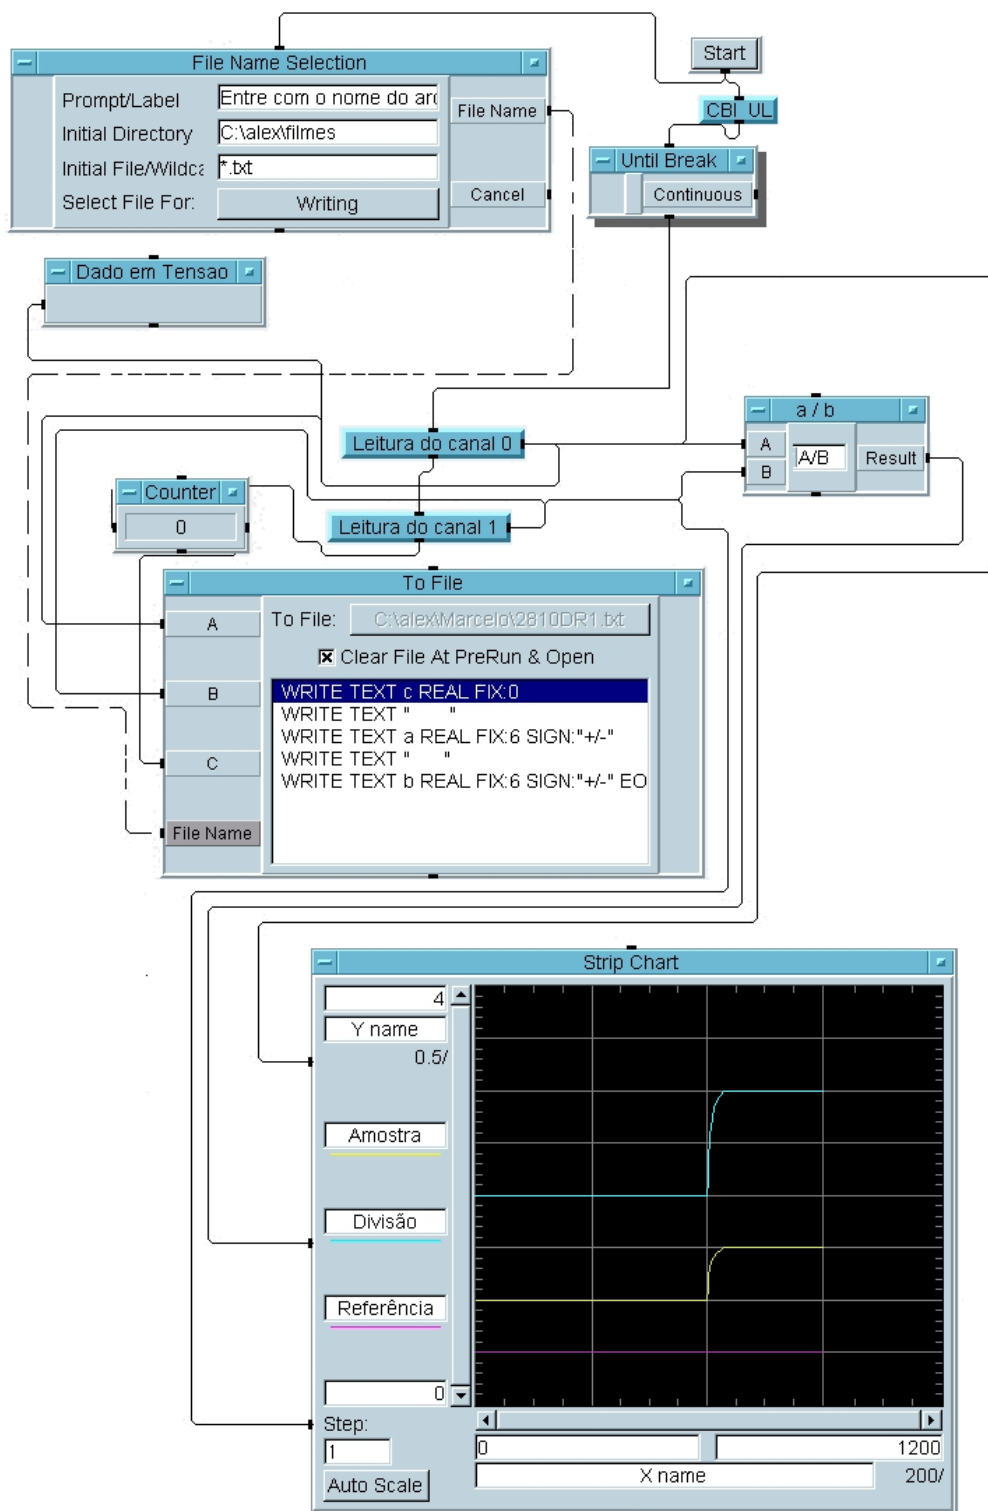 File Name Selection
Prompt/Label
Entre com o nome do arq
Initial Directory
C:\alex\filmes
Initial File/Wildca
*.txt
Select File For:
Writing
File Name
Cancel
Start
CBI_UL
Until Break
Continuous
Dado em Tensao
Leitura do canal 0
a / b
A
B
A/B
Result
Counter
0
Leitura do canal 1
To File
A
B
C
File Name
To File:
C:\alex\Marcelo\2810DR1.txt
Clear File At PreRun & Open
WRITE TEXT c REAL FIX:0
WRITE TEXT "      "
WRITE TEXT a REAL FIX:6 SIGN:"+/-"
WRITE TEXT "     "
WRITE TEXT b REAL FIX:6 SIGN:"+/-" EO
Strip Chart
4
Y name
0.5/
Amostra
Divisão
Referência
0
Step:
1
Auto Scale
0
1200
X name
200/